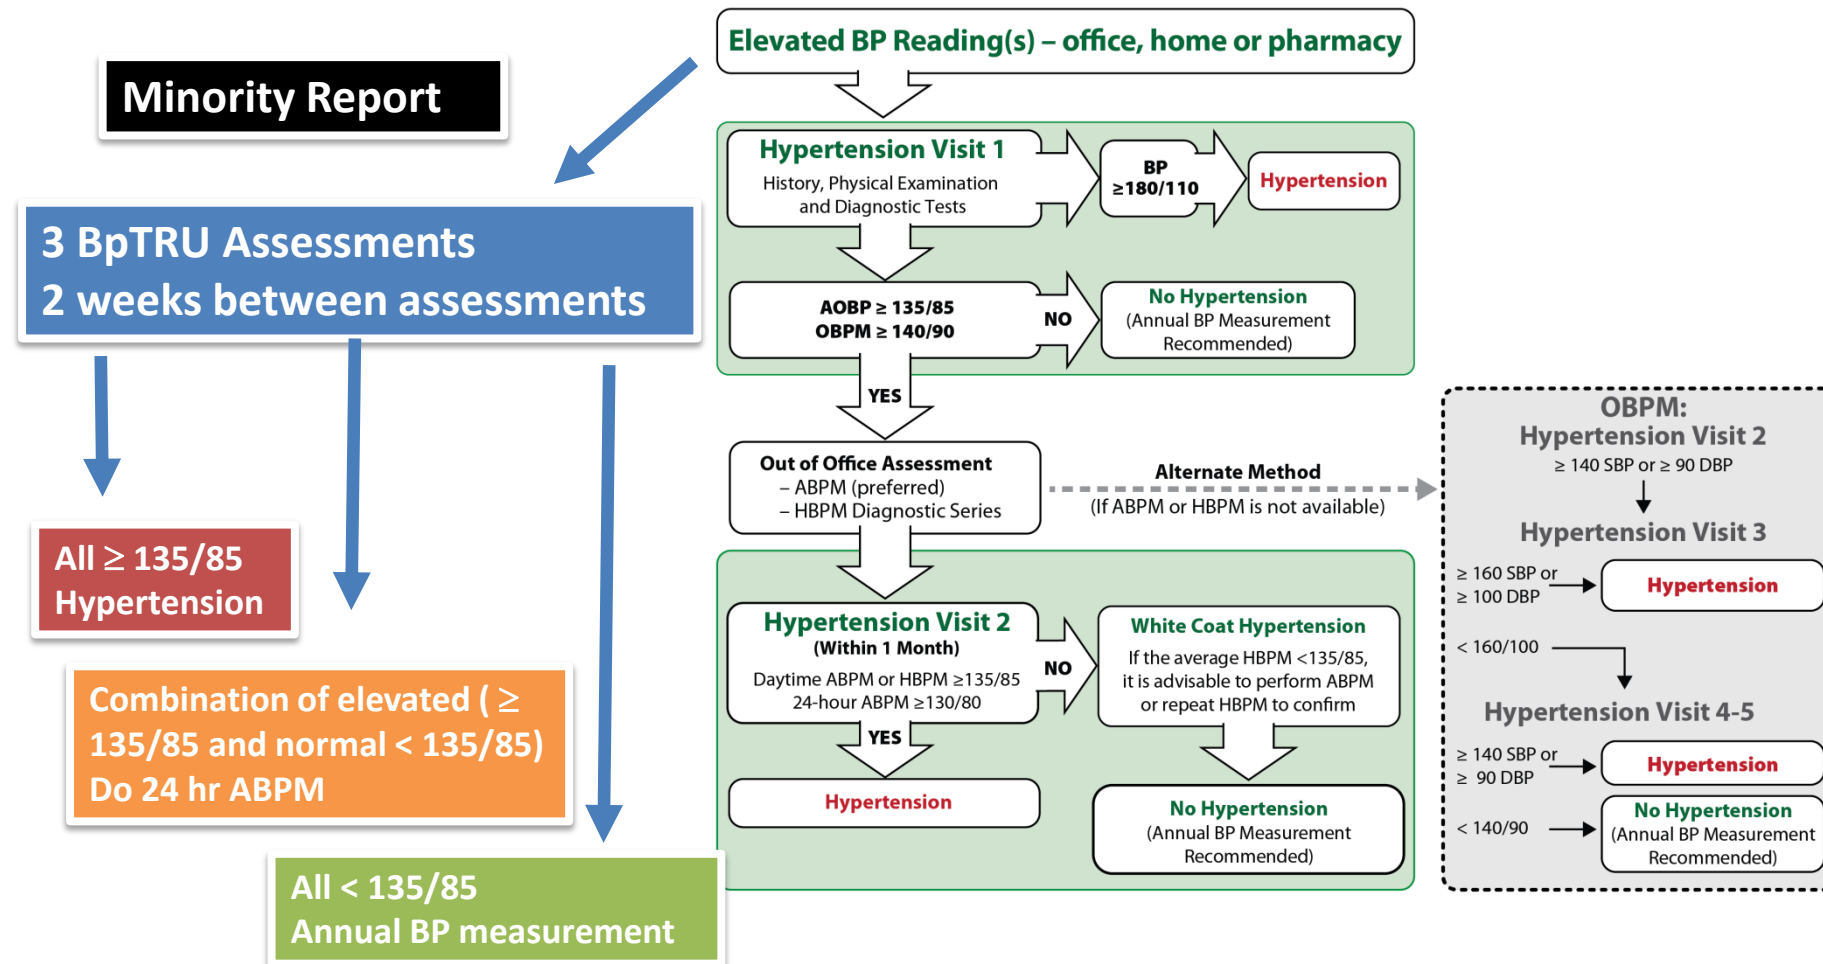 Elevated BP Reading(s) – office, home or pharmacy
Minority Report
3 BpTRU Assessments
2 weeks between assessments
All ≥ 135/85
Hypertension
Combination of elevated ( ≥
135/85 and normal < 135/85)
Do 24 hr ABPM
All < 135/85
Annual BP measurement
Hypertension Visit 1
History, Physical Examination
and Diagnostic Tests
BP
≥180/110
Hypertension
AOBP ≥ 135/85
OBPM ≥ 140/90
NO
No Hypertension
(Annual BP Measurement
Recommended)
YES
Out of Office Assessment
– ABPM (preferred)
– HBPM Diagnostic Series
Alternate Method
(If ABPM or HBPM is not available)
Hypertension Visit 2
(Within 1 Month)
Daytime ABPM or HBPM ≥135/85
24-hour ABPM ≥130/80
NO
White Coat Hypertension
If the average HBPM <135/85,
it is advisable to perform ABPM
or repeat HBPM to confirm
YES
Hypertension
No Hypertension
(Annual BP Measurement
Recommended)
OBPM:
Hypertension Visit 2
≥ 140 SBP or ≥ 90 DBP
Hypertension Visit 3
≥ 160 SBP or
≥ 100 DBP
Hypertension
< 160/100
Hypertension Visit 4-5
≥ 140 SBP or
≥ 90 DBP
Hypertension
< 140/90
No Hypertension
(Annual BP Measurement
Recommended)